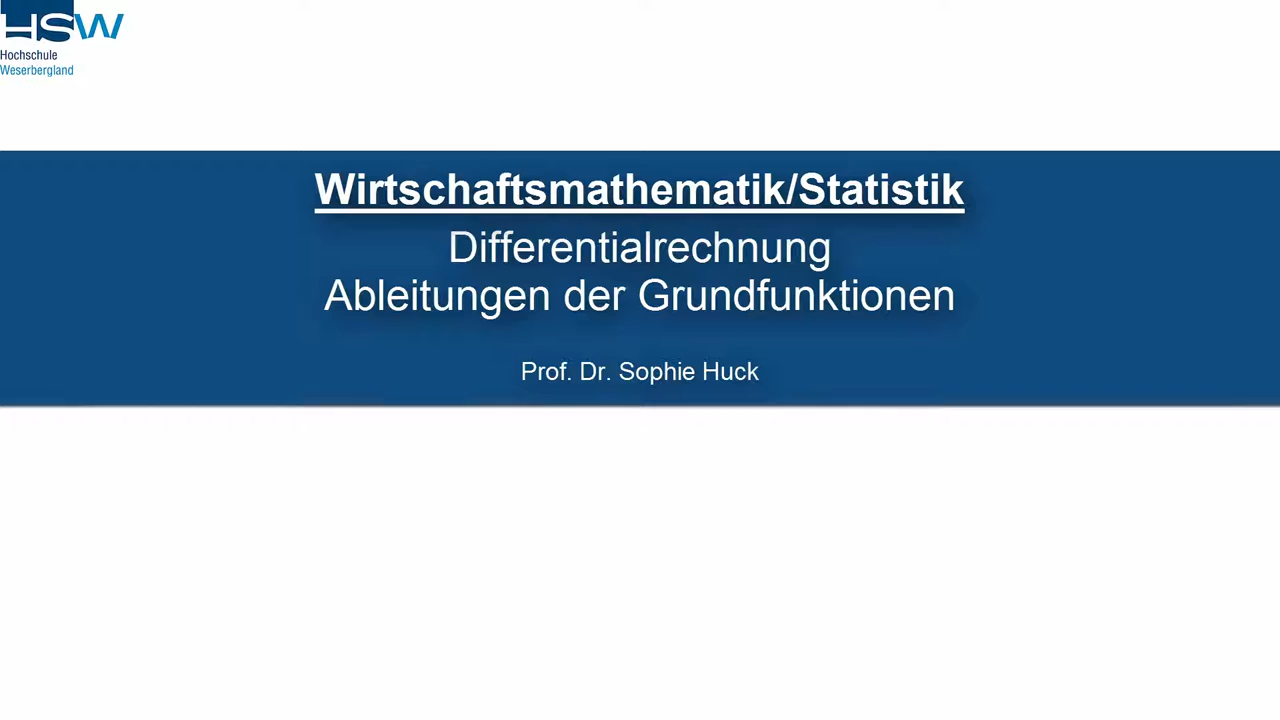 HSW
Hochschule
Weserbergland
Wirtschaftsmathematik/Statistik
Differentialrechnung
Ableitungen der Grundfunktionen
Prof. Dr. Sophie Huck